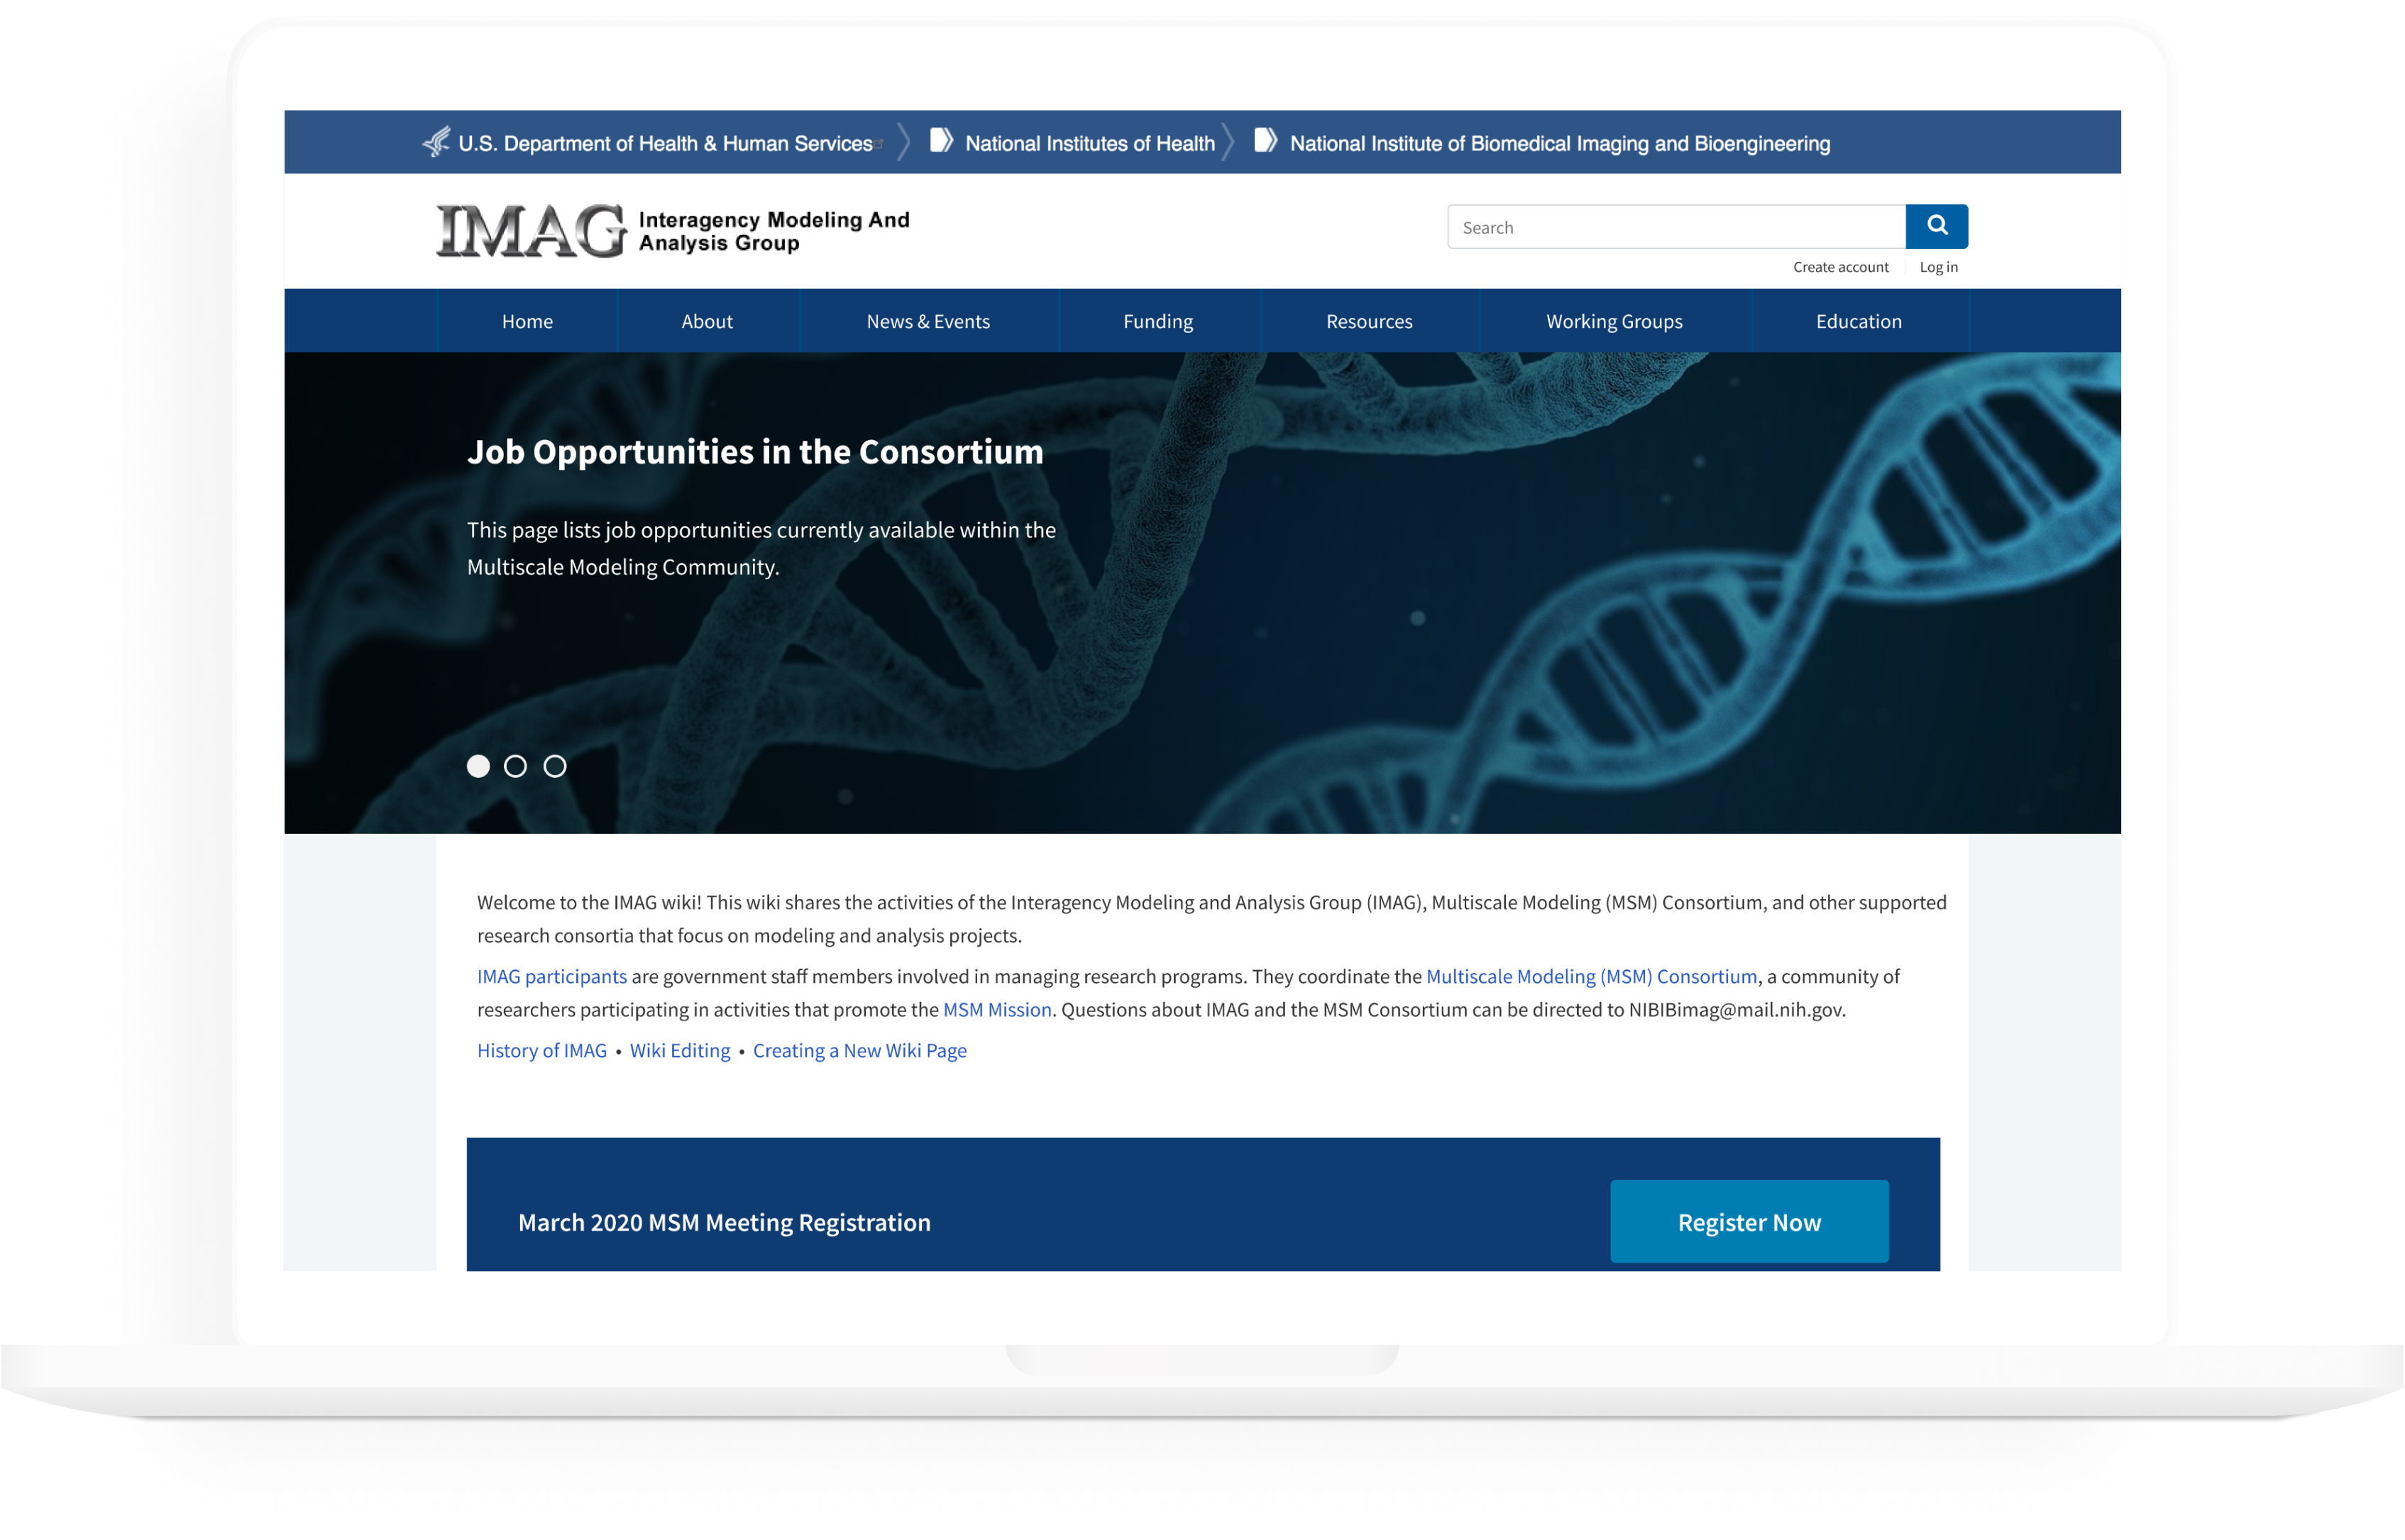 U.S. Department of Health & Human Services National Institutes of Health National Institute of Biomedical Imaging and Bioengineering
IMAG Interagency Modeling And
Analysis Group
Search
Create account Log in
Home About News & Events Funding Resources Working Groups Education
Job Opportunities in the Consortium
This page lists job opportunities currently available within the
Multiscale Modeling Community.
Welcome to the IMAG wiki! This wiki shares the activities of the Interagency Modeling and Analysis Group (IMAG), Multiscale Modeling (MSM) Consortium, and other supported
research consortia that focus on modeling and analysis projects.
IMAG participants are government staff members involved in managing research programs. They coordinate the Multiscale Modeling (MSM) Consortium, a community of
researchers participating in activities that promote the MSM Mission. Questions about IMAG and the MSM Consortium can be directed to NIBIBimag@mail.nih.gov.
History of IMAG • Wiki Editing • Creating a New Wiki Page
March 2020 MSM Meeting Registration Register Now